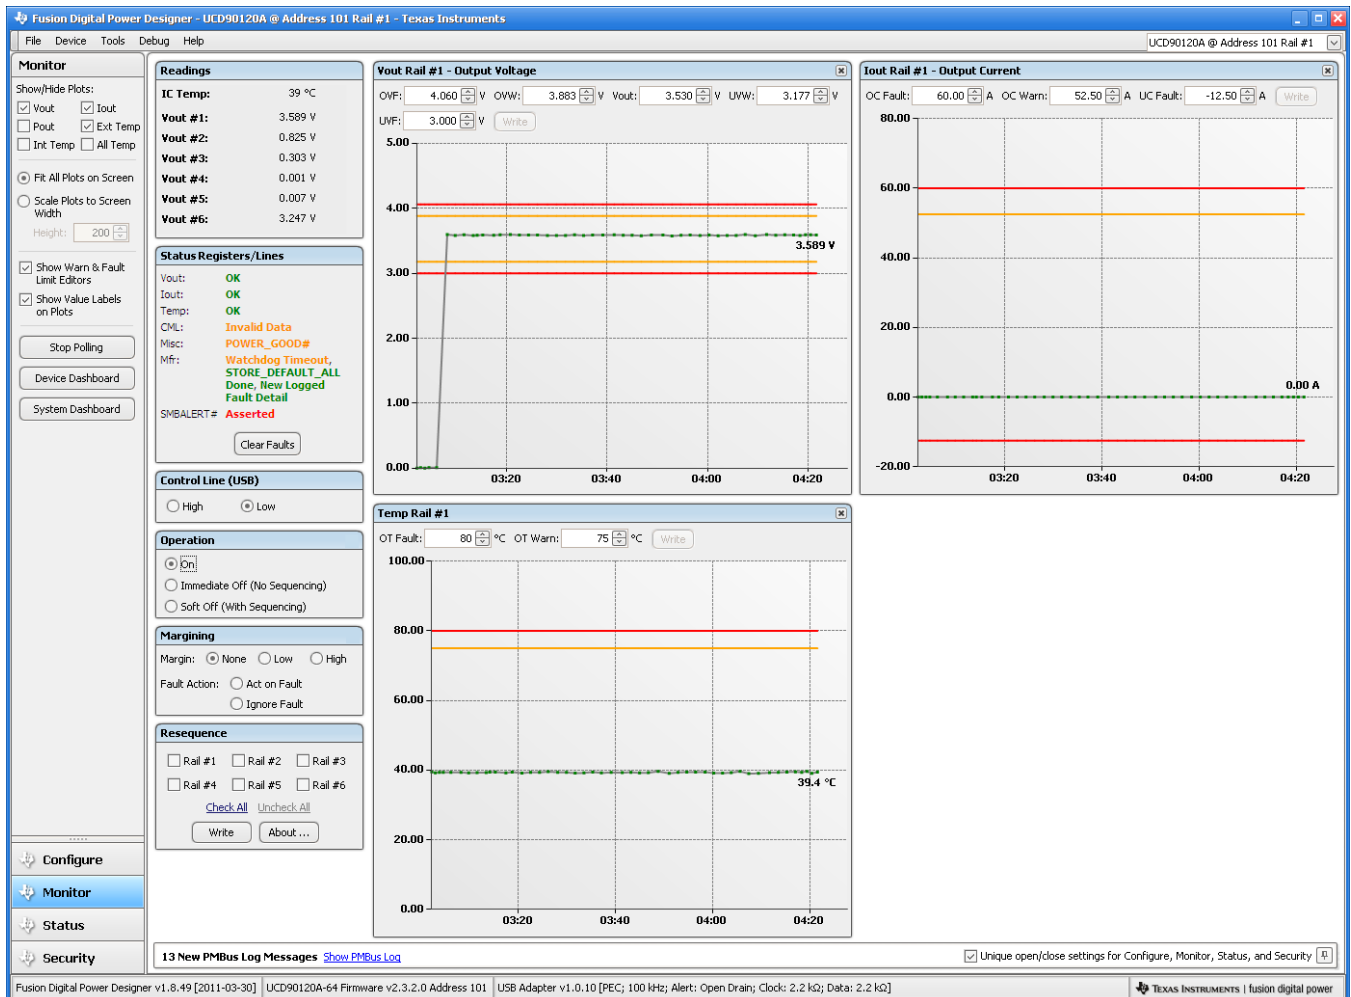 Fusion Digital Power Designer - UCD90120A @ Address 101 Rail #1 - Texas Instruments
File Device Tools Debug Help
UCD90120A @ Address 101 Rail #1
Monitor
Show/Hide Plots:
Vout Iout
Pout Ext Temp
Int Temp All Temp
Fit All Plots on Screen
Scale Plots to Screen
Width
Height: 200
Show Warn & Fault
Limit Editors
Show Value Labels
on Plots
Stop Polling
Device Dashboard
System Dashboard
Configure
Monitor
Status
Security
Readings
IC Temp: 39 °C
Vout #1: 3.589 V
Vout #2: 0.825 V
Vout #3: 0.303 V
Vout #4: 0.001 V
Vout #5: 0.007 V
Vout #6: 3.247 V
Status Registers/Lines
Vout: OK
Iout: OK
Temp: OK
CML: Invalid Data
Misc: POWER_GOOD#
Mfr: Watchdog Timeout,
STORE_DEFAULT_ALL
Done, New Logged
Fault Detail
SMBALERT# Asserted
Clear Faults
Control Line (USB)
High Low
Operation
On
Immediate Off (No Sequencing)
Soft Off (With Sequencing)
Margining
Margin: None Low High
Fault Action: Act on Fault
Ignore Fault
Resequence
Rail #1 Rail #2 Rail #3
Rail #4 Rail #5 Rail #6
Check All Uncheck All
Write About ...
Vout Rail #1 - Output Voltage
OVF: 4.060 V OVW: 3.883 V Vout: 3.530 V UVW: 3.177 V
UVF: 3.000 V Write
5.00
4.00
3.589 V
3.00
2.00
1.00
0.00
03:20 03:40 04:00 04:20
Iout Rail #1 - Output Current
OC Fault: 60.00 A OC Warn: 52.50 A UC Fault: -12.50 A Write
80.00
60.00
40.00
20.00
0.00 A
0.00
-20.00
03:20 03:40 04:00 04:20
Temp Rail #1
OT Fault: 80 °C OT Warn: 75 °C Write
100.00
80.00
60.00
40.00
39.4 °C
20.00
0.00
03:20 03:40 04:00 04:20
13 New PMBus Log Messages Show PMBus Log
Unique open/close settings for Configure, Monitor, Status, and Security
Fusion Digital Power Designer v1.8.49 [2011-03-30] UCD90120A-64 Firmware v2.3.2.0 Address 101 USB Adapter v1.0.10 [PEC; 100 kHz; Alert: Open Drain; Clock: 2.2 kΩ; Data: 2.2 kΩ] TEXAS INSTRUMENTS | fusion digital power